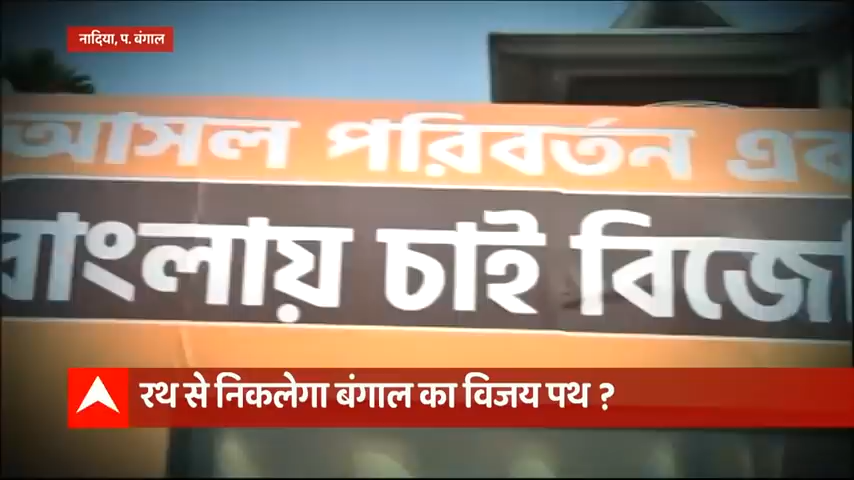 नादिया, प. बंगाल
আসল পরিবর্তন
বাংলায় চাই বিজে
रथ से निकलेगा बंगाल का विजय पथ ?